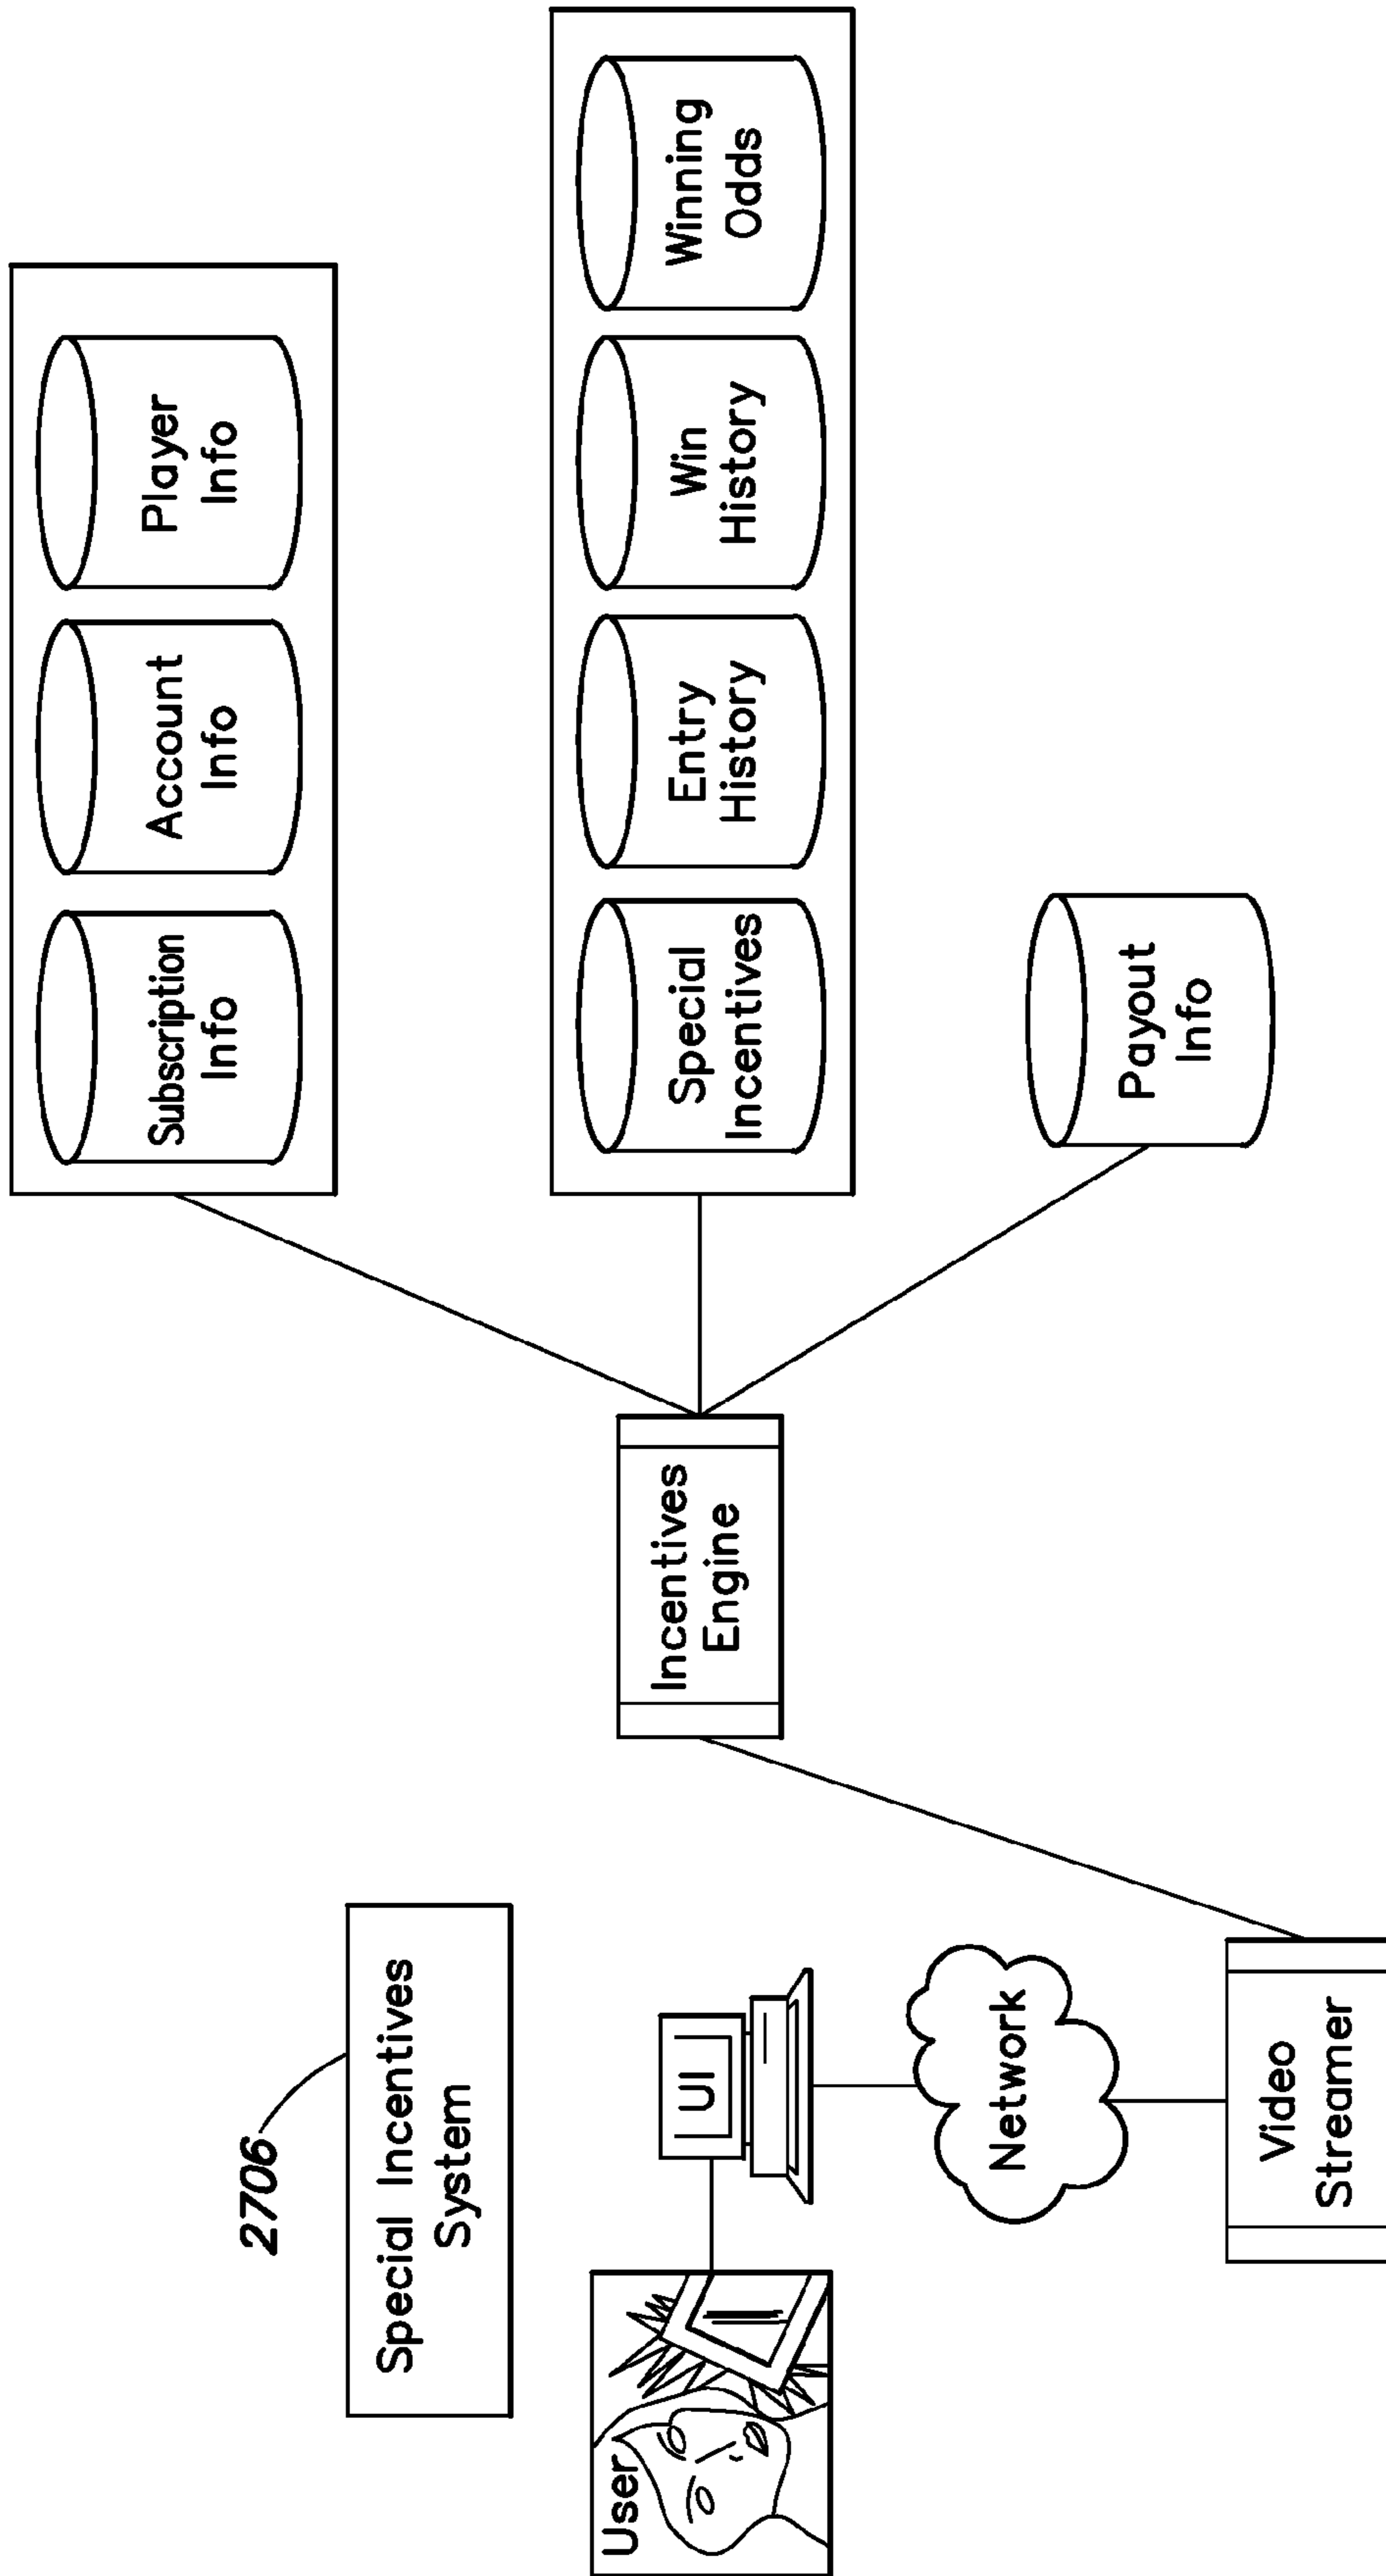 2706
Special Incentives
System
User
UI
Network
Video
Streamer
Incentives
Engine
Subscription
Info
Account
Info
Player
Info
Special
Incentives
Entry
History
Win
History
Winning
Odds
Payout
Info